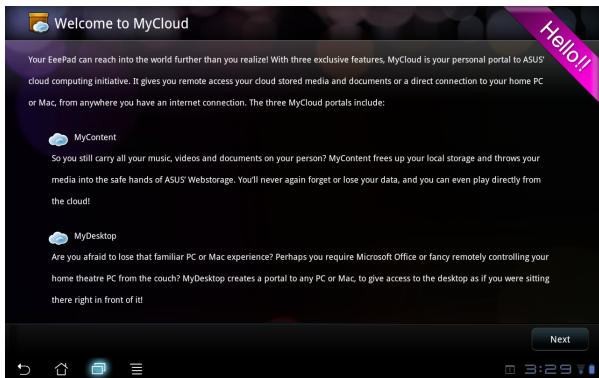 Welcome to MyCloud
Hello!!
Your EeePad can reach into the world further than you realize! With three exclusive features, MyCloud is your personal portal to ASUS'
cloud computing initiative. It gives you remote access your cloud stored media and documents or a direct connection to your home PC
or Mac, from anywhere you have an internet connection. The three MyCloud portals include:
MyContent
So you still carry all your music, videos and documents on your person? MyContent frees up your local storage and throws your
media into the safe hands of ASUS' Webstorage. You'll never again forget or lose your data, and you can even play directly from
the cloud!
MyDesktop
Are you afraid to lose that familiar PC or Mac experience? Perhaps you require Microsoft Office or fancy remotely controlling your
home theatre PC from the couch? MyDesktop creates a portal to any PC or Mac, to give access to the desktop as if you were sitting
there right in front of it!
Next
3:29